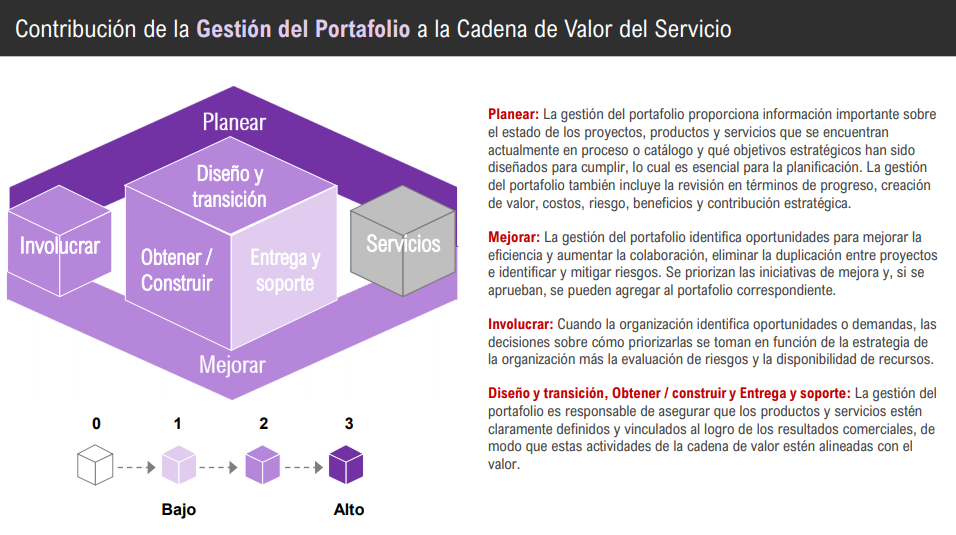 Contribución de la Gestión del Portafolio a la Cadena de Valor del Servicio
Planear
Diseño y
transición
Involucrar
Obtener /
Construir
Entrega y
soporte
Servicios
Mejorar
0 1 2 3
Bajo Alto
Planear: La gestión del portafolio proporciona información importante sobre
el estado de los proyectos, productos y servicios que se encuentran
actualmente en proceso o catálogo y qué objetivos estratégicos han sido
diseñados para cumplir, lo cual es esencial para la planificación. La gestión
del portafolio también incluye la revisión en términos de progreso, creación
de valor, costos, riesgo, beneficios y contribución estratégica.
Mejorar: La gestión del portafolio identifica oportunidades para mejorar la
eficiencia y aumentar la colaboración, eliminar la duplicación entre proyectos
e identificar y mitigar riesgos. Se priorizan las iniciativas de mejora y, si se
aprueban, se pueden agregar al portafolio correspondiente.
Involucrar: Cuando la organización identifica oportunidades o demandas, las
decisiones sobre cómo priorizarlas se toman en función de la estrategia de
la organización más la evaluación de riesgos y la disponibilidad de recursos.
Diseño y transición, Obtener / construir y Entrega y soporte: La gestión del
portafolio es responsable de asegurar que los productos y servicios estén
claramente definidos y vinculados al logro de los resultados comerciales, de
modo que estas actividades de la cadena de valor estén alineadas con el
valor.